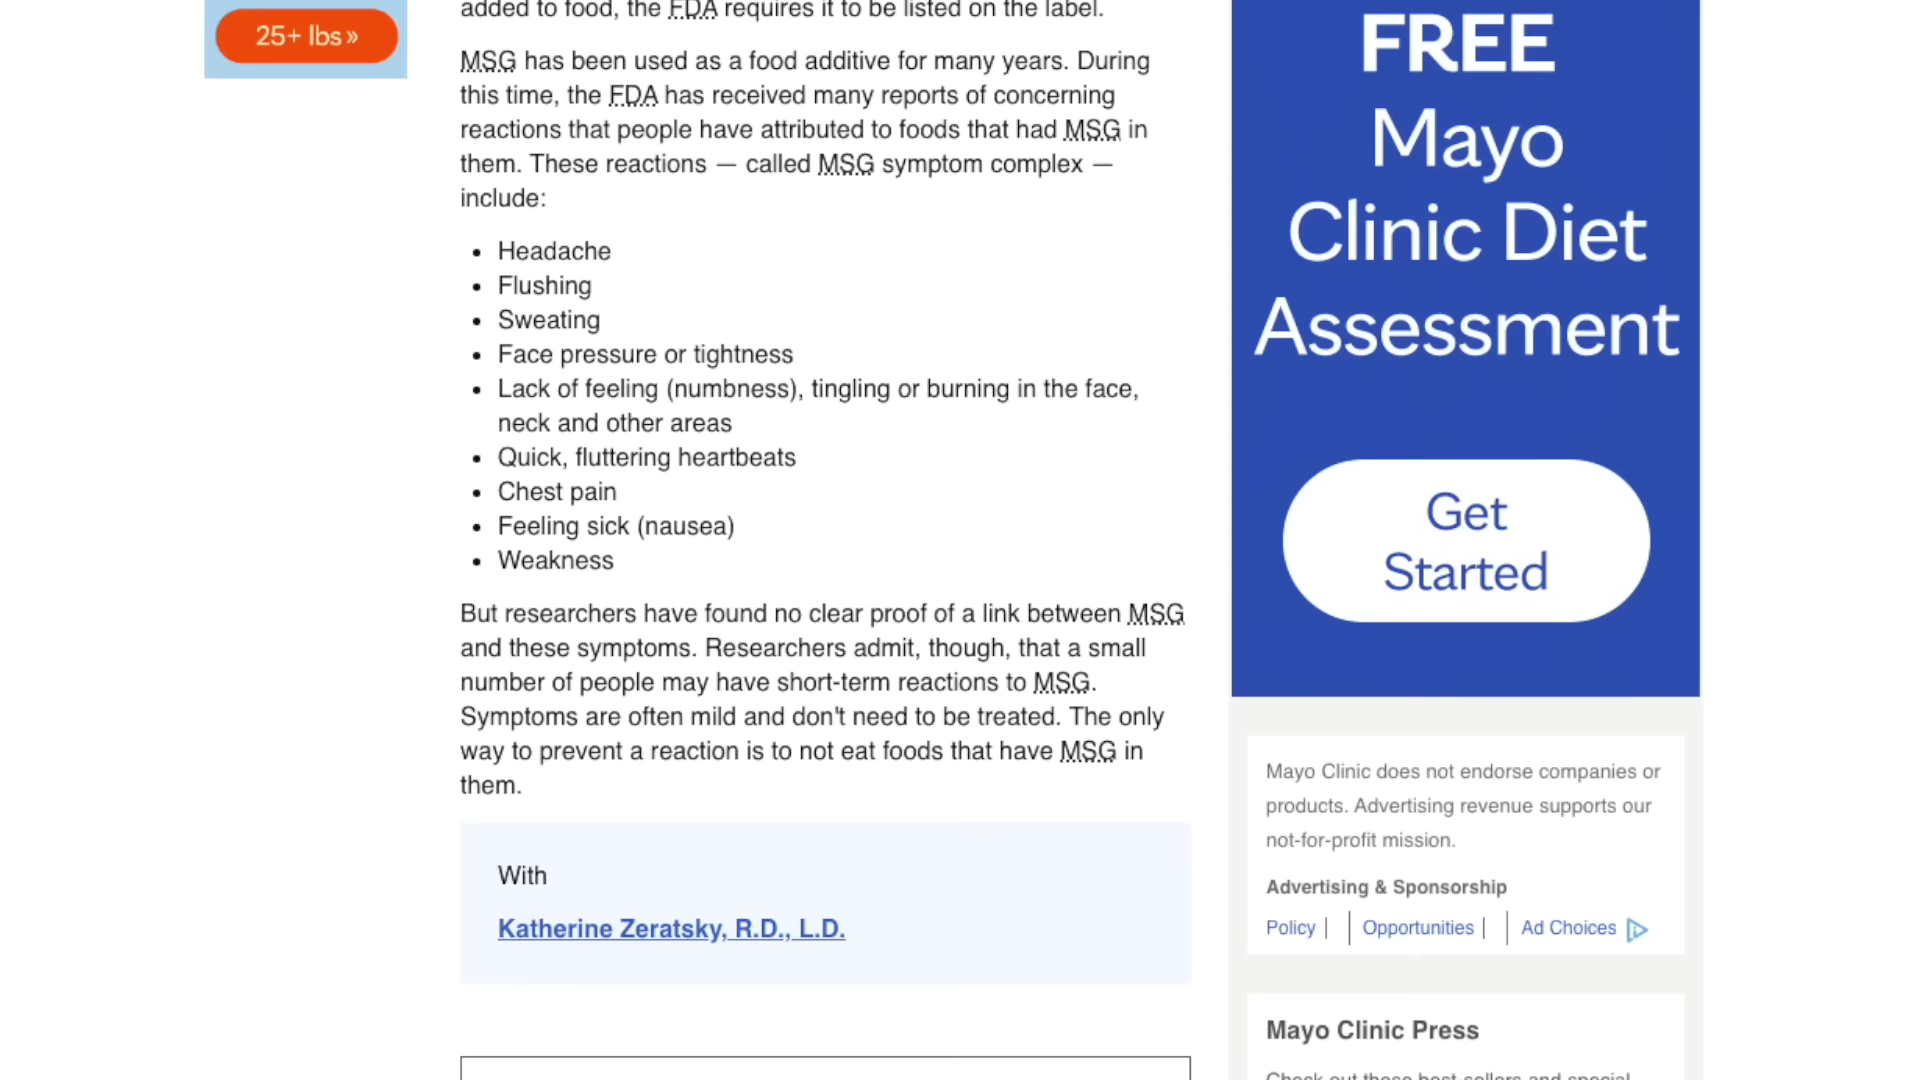 25+ lbs »
added to food, the FDA requires it to be listed on the label.
MSG has been used as a food additive for many years. During
this time, the FDA has received many reports of concerning
reactions that people have attributed to foods that had MSG in
them. These reactions — called MSG symptom complex —
include:
• Headache
• Flushing
• Sweating
• Face pressure or tightness
• Lack of feeling (numbness), tingling or burning in the face,
neck and other areas
• Quick, fluttering heartbeats
• Chest pain
• Feeling sick (nausea)
• Weakness
But researchers have found no clear proof of a link between MSG
and these symptoms. Researchers admit, though, that a small
number of people may have short-term reactions to MSG.
Symptoms are often mild and don't need to be treated. The only
way to prevent a reaction is to not eat foods that have MSG in
them.
With
Katherine Zeratsky, R.D., L.D.
FREE
Mayo
Clinic Diet
Assessment
Get
Started
Mayo Clinic does not endorse companies or
products. Advertising revenue supports our
not-for-profit mission.
Advertising & Sponsorship
Policy | | Opportunities | | Ad Choices
Mayo Clinic Press
Check out these best-sellers and special